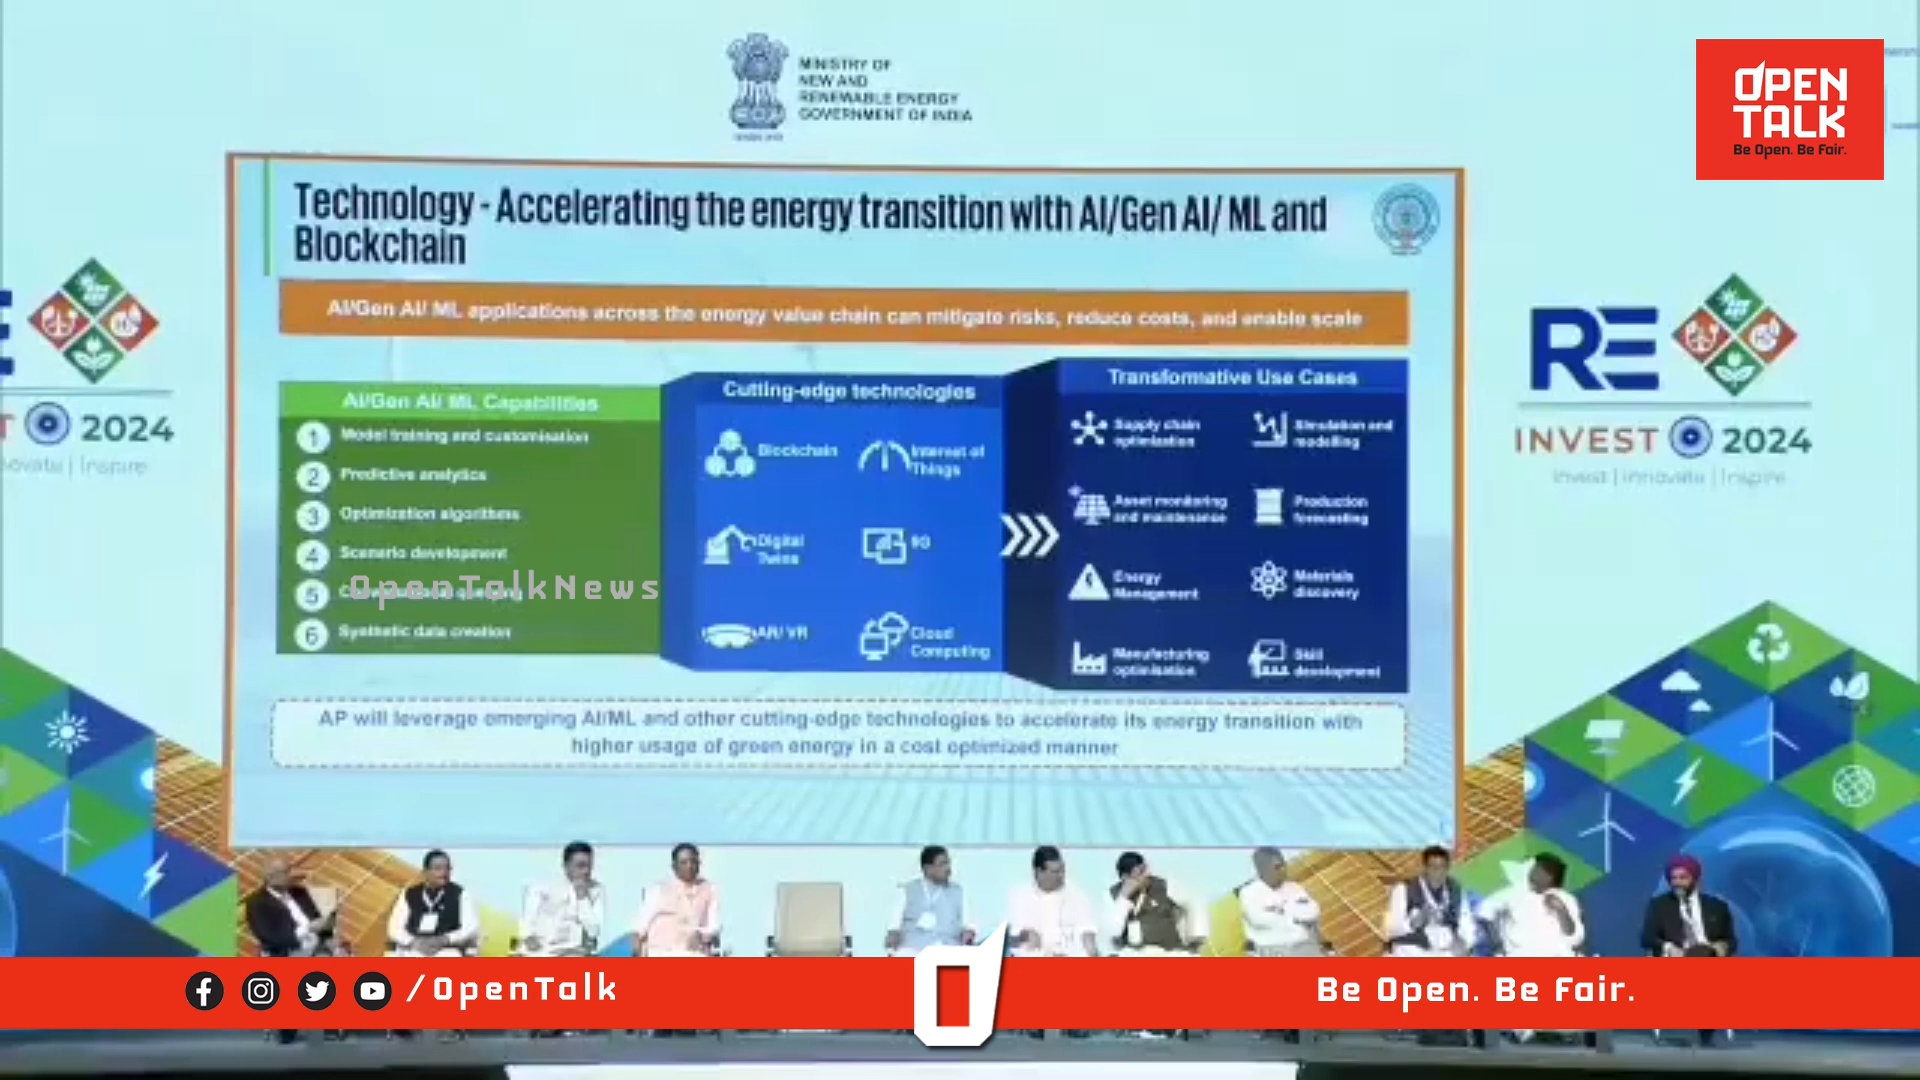 MINISTRY OF
NEW AND
RENEWABLE ENERGY
GOVERNMENT OF INDIA
OPEN
TALK
Be Open. Be Fair.
Technology - Accelerating the energy transition with AI/Gen AI/ ML and
Blockchain
AI/Gen AI/ ML applications across the energy value chain can mitigate risks, reduce costs, and enable scale
AI/Gen AI/ ML Capabilities
1 Model training and customisation
2 Predictive analytics
3 Optimization algorithms
4 Scenario development
5
6 Synthetic data creation
OpenTalkNews
Cutting-edge technologies
Blockchain
Internet of
Things
Digital
Twins
AR/ VR
Cloud
Computing
Transformative Use Cases
Supply chain
optimization
Simulation and
modelling
Asset monitoring
and maintenance
Production
forecasting
Energy
Management
Materials
discovery
Manufacturing
optimisation
Skill
development
AP will leverage emerging AI/ML and other cutting-edge technologies to accelerate its energy transition with
higher usage of green energy in a cost optimized manner
E
T 2024
novate | Inspire
RE
INVEST 2024
Invest | Innovate | Inspire
/OpenTalk
Be Open. Be Fair.